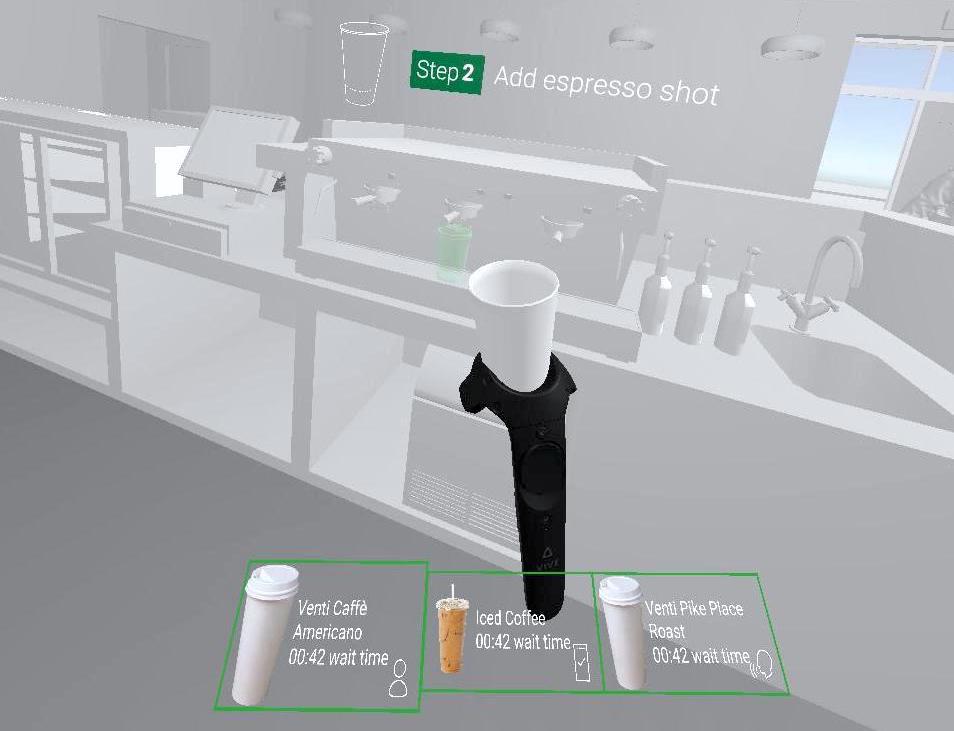 Step 2 Add espresso shot
VIVE
Venti Caffè
Americano
00:42 wait time
Iced Coffee
00:42 wait time
Venti Pike Place
Roast
00:42 wait time